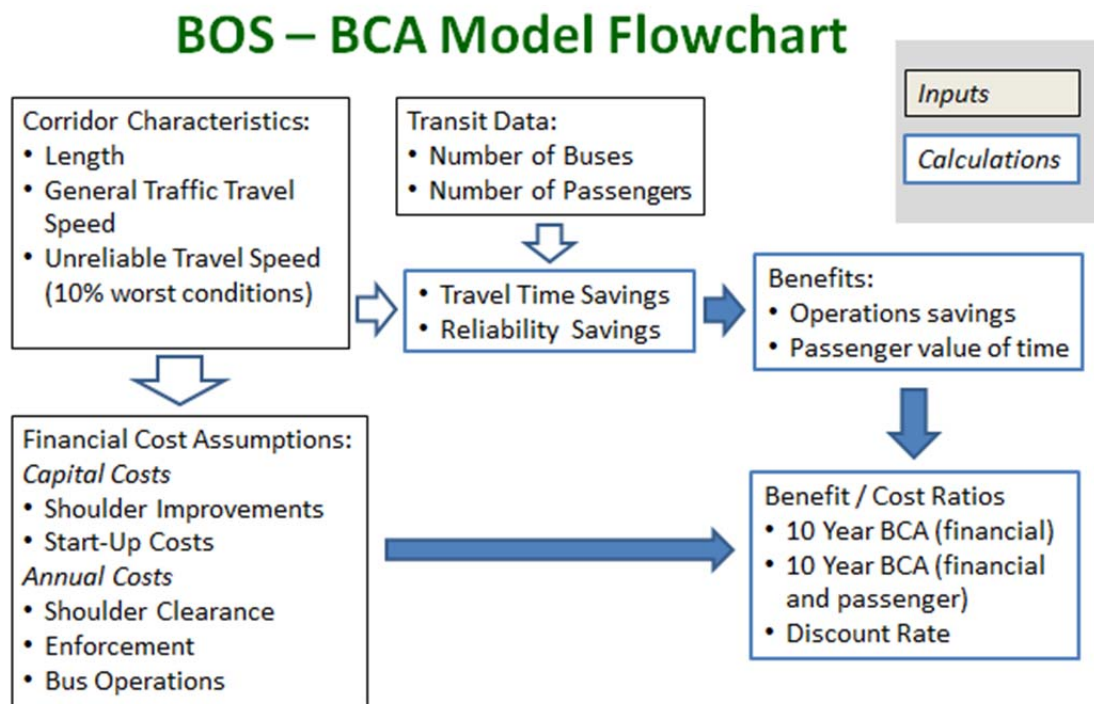 BOS – BCA Model Flowchart
Inputs
Calculations
Corridor Characteristics:
• Length
• General Traffic Travel
Speed
• Unreliable Travel Speed
(10% worst conditions)
Transit Data:
• Number of Buses
• Number of Passengers
• Travel Time Savings
• Reliability Savings
Benefits:
• Operations savings
• Passenger value of time
Financial Cost Assumptions:
Capital Costs
• Shoulder Improvements
• Start-Up Costs
Annual Costs
• Shoulder Clearance
• Enforcement
• Bus Operations
Benefit / Cost Ratios
• 10 Year BCA (financial)
• 10 Year BCA (financial
and passenger)
• Discount Rate